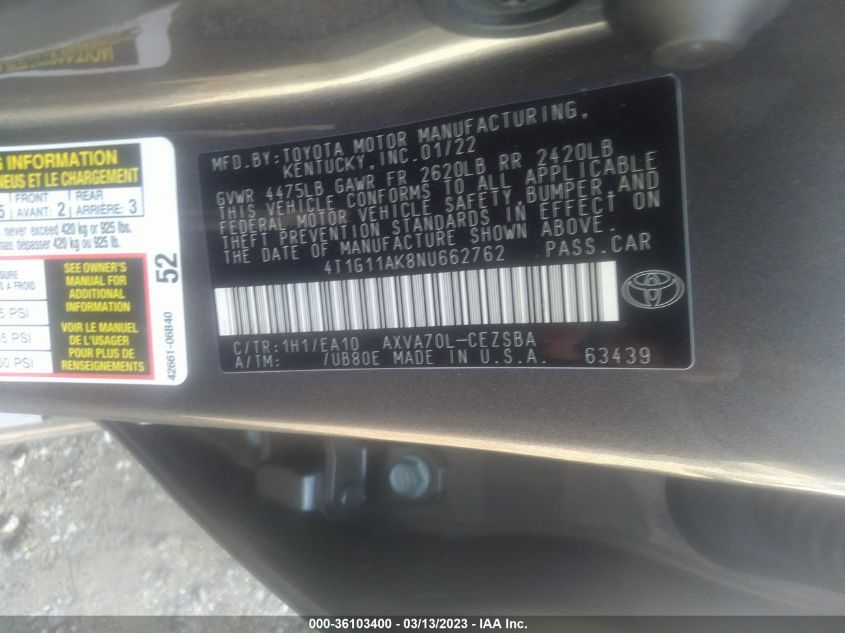 MFD.BY: TOYOTA MOTOR MANUFACTURING,
KENTUCKY, INC. 01/22
GVWR 4475LB GAWR FR 2620LB RR 2420LB
THIS VEHICLE CONFORMS TO ALL APPLICABLE
FEDERAL MOTOR VEHICLE SAFETY, BUMPER, AND
THEFT PREVENTION STANDARDS IN EFFECT ON
THE DATE OF MANUFACTURE SHOWN ABOVE.
4T1G11AK8NU662762 PASS.CAR
C/TR: 1H1/EA10 AXVA70L-CEZSBA
A/TM: /UB80E MADE IN U.S.A. 63439
INFORMATION
PNEUS ET LE CHARGEMENT
FRONT REAR
AVANT: 2 ARRIÈRE: 3
never exceed 420 kg or 925 lbs.
dépasser 420 kg ou 925 lb.
À FROID
PSI
PSI
PSI
SEE OWNER'S
MANUAL FOR
ADDITIONAL
INFORMATION
VOIR LE MANUEL
DE L'USAGER
POUR PLUS DE
RENSEIGNEMENTS
52
42661-06B40
000-36103400 - 03/13/2023 - IAA Inc.